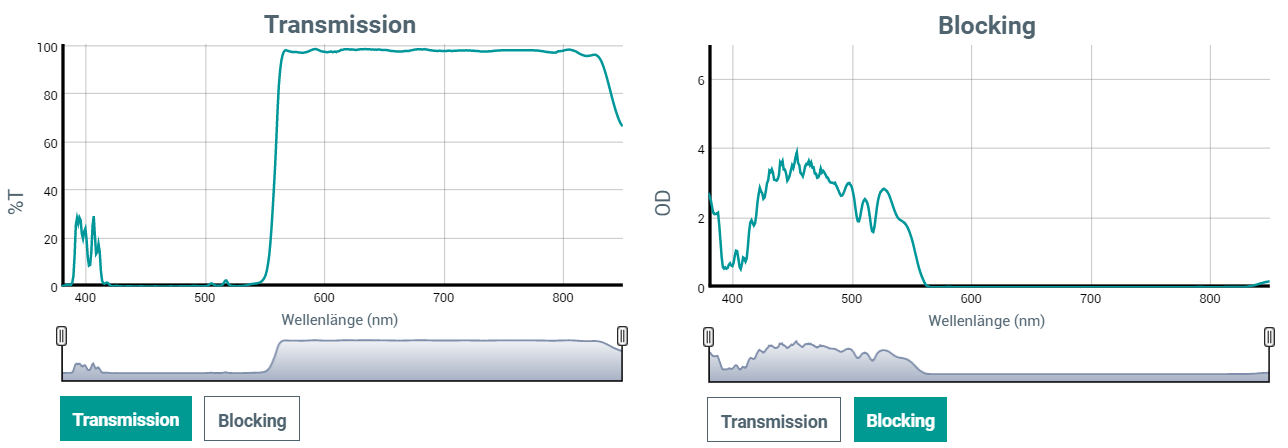 Transmission
%T
100
80
60
40
20
0
400 500 600 700 800
Wellenlänge (nm)
Transmission Blocking
Blocking
OD
6
4
2
0
400 500 600 700 800
Wellenlänge (nm)
Transmission Blocking